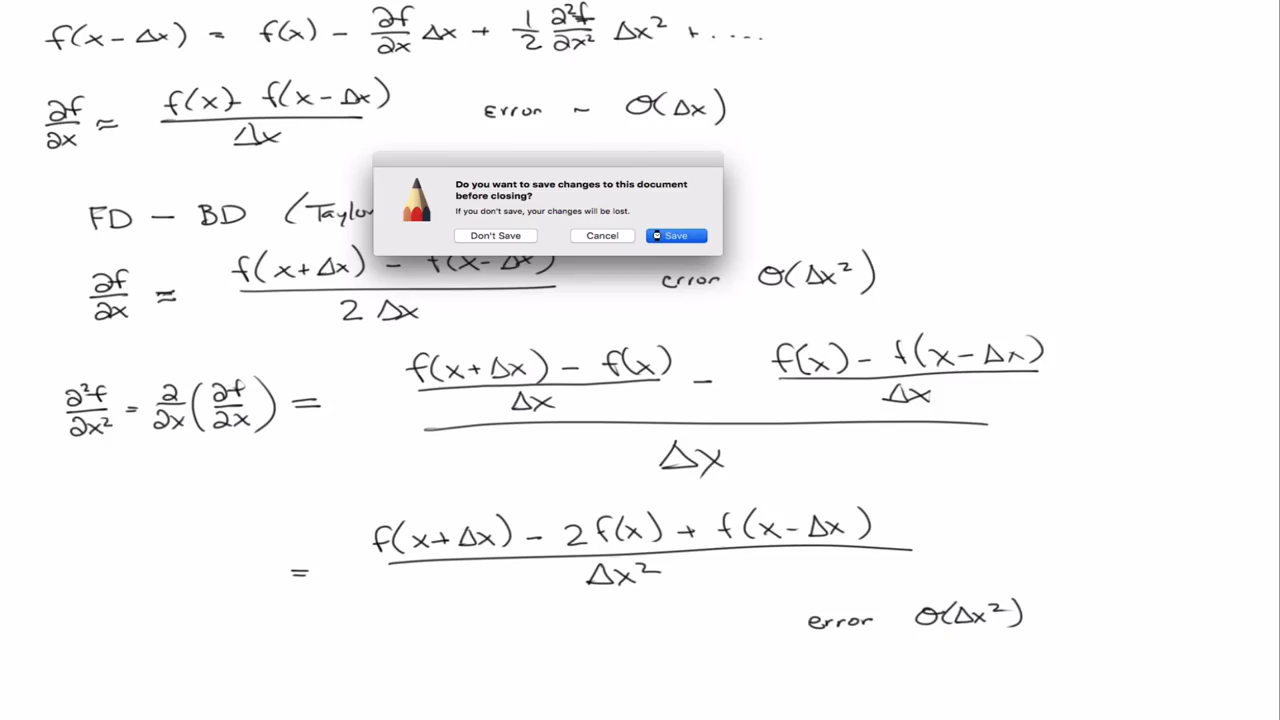 f(x-Δx) = f(x) - ∂f/∂x Δx + 1/2 ∂²f/∂x² Δx² + ....
∂f/∂x ≈ (f(x) - f(x-Δx))/Δx error ~ O(Δx)
Do you want to save changes to this document
before closing?
If you don't save, your changes will be lost.
Don't Save Cancel Save
FD - BD (Taylor
∂f/∂x ≈ (f(x+Δx) - f(x-Δx))/(2Δx) error O(Δx²)
∂²f/∂x² = ∂/∂x(∂f/∂x) = ((f(x+Δx) - f(x))/Δx - (f(x) - f(x-Δx))/Δx)/Δx
= (f(x+Δx) - 2f(x) + f(x-Δx))/Δx²
error O(Δx²)